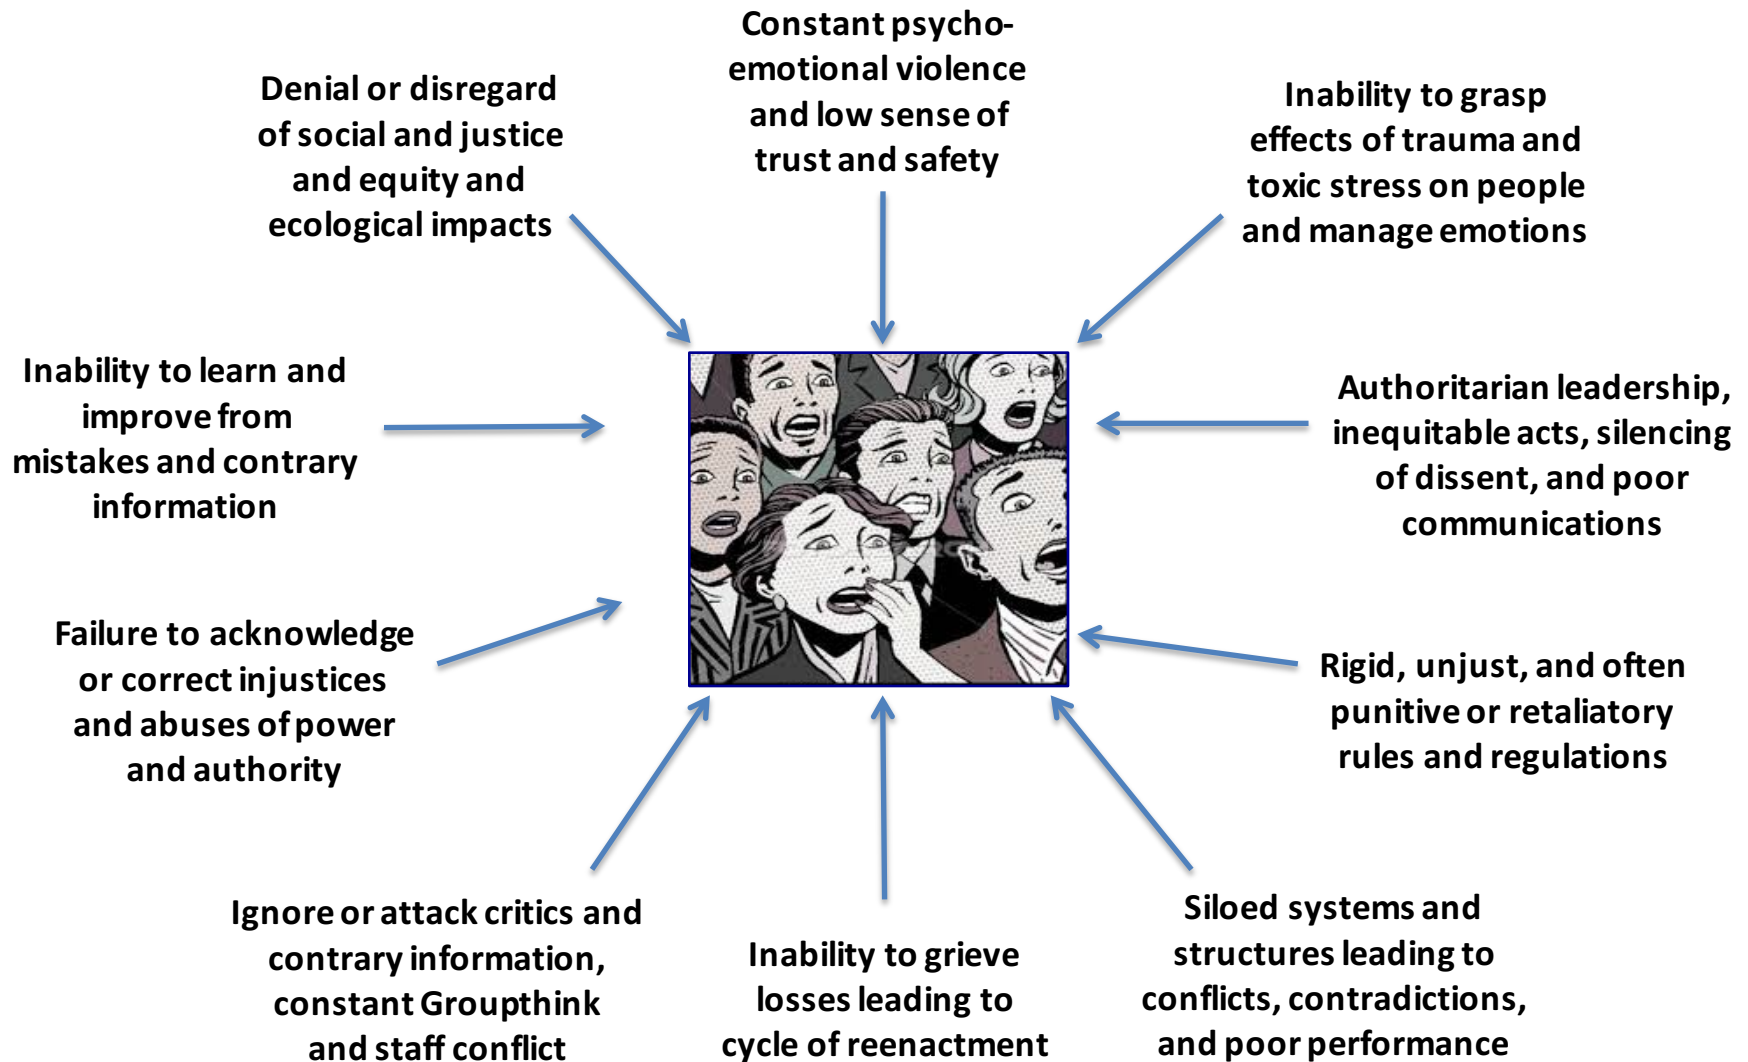 Constant psycho-
emotional violence
and low sense of
trust and safety
Inability to grasp
effects of trauma and
toxic stress on people
and manage emotions
Authoritarian leadership,
inequitable acts, silencing
of dissent, and poor
communications
Rigid, unjust, and often
punitive or retaliatory
rules and regulations
Siloed systems and
structures leading to
conflicts, contradictions,
and poor performance
Inability to grieve
losses leading to
cycle of reenactment
Ignore or attack critics and
contrary information,
constant Groupthink
and staff conflict
Failure to acknowledge
or correct injustices
and abuses of power
and authority
Inability to learn and
improve from
mistakes and contrary
information
Denial or disregard
of social and justice
and equity and
ecological impacts